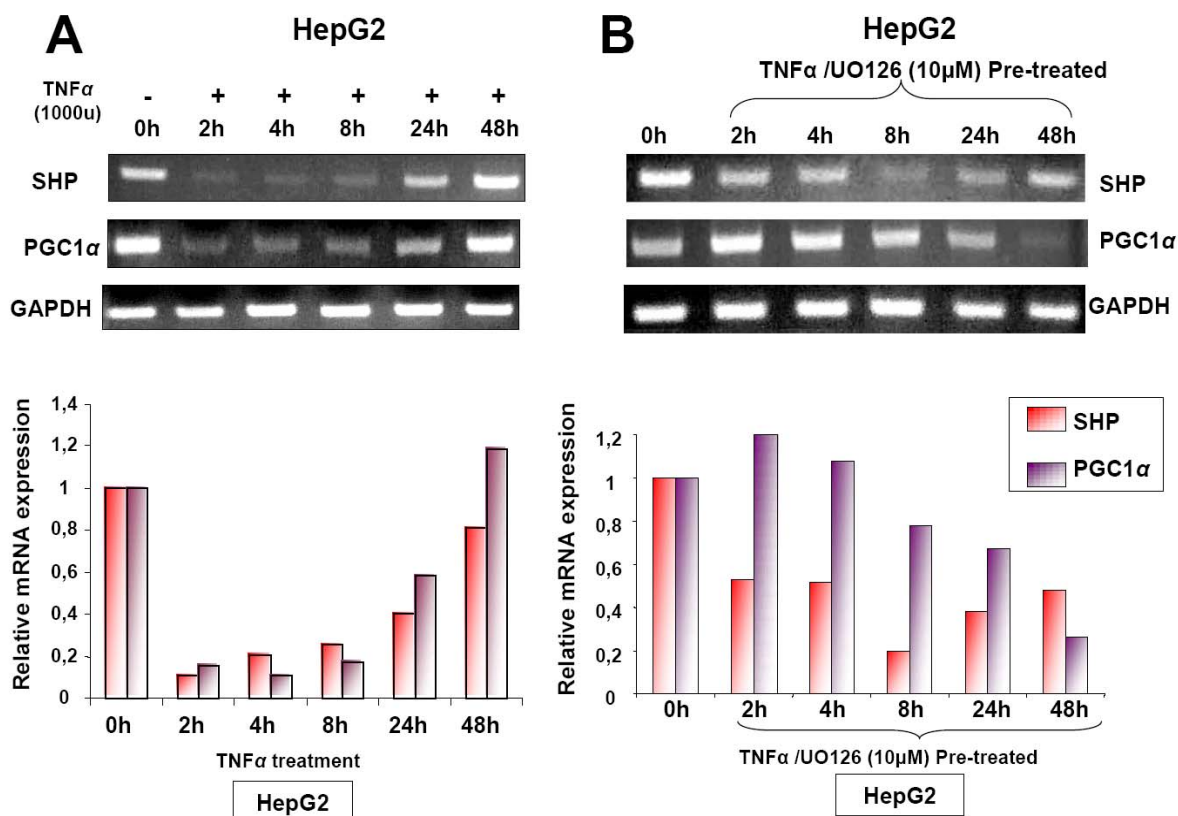 A
HepG2
TNFα (1000u)
- + + + + +
0h 2h 4h 8h 24h 48h
SHP
PGC1α
GAPDH
Relative mRNA expression
1,4
1,2
1
0,8
0,6
0,4
0,2
0
0h 2h 4h 8h 24h 48h
TNFα treatment
HepG2
B
HepG2
TNFα /UO126 (10µM) Pre-treated
0h 2h 4h 8h 24h 48h
SHP
PGC1α
GAPDH
SHP
PGC1α
Relative mRNA expression
1,2
1
0,8
0,6
0,4
0,2
0
0h 2h 4h 8h 24h 48h
TNFα /UO126 (10µM) Pre-treated
HepG2